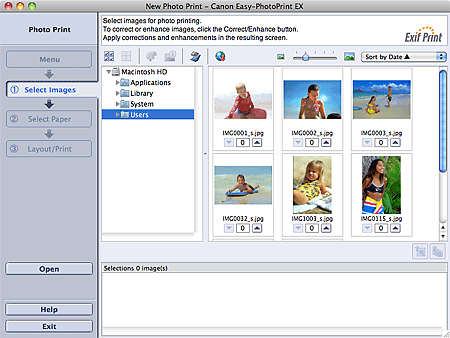 New Photo Print - Canon Easy-PhotoPrint EX
Photo Print
Select images for photo printing.
To correct or enhance images, click the Correct/Enhance button.
Apply corrections and enhancements in the resulting screen.
Exif Print
Menu
1 Select Images
2 Select Paper
3 Layout/Print
Open
Help
Exit
Sort by Date ▲
Macintosh HD
Applications
Library
System
Users
IMG0001_s.jpg IMG0002_s.jpg IMG0003_s.jpg
0 0 0
IMG0032_s.jpg IMG1003_s.jpg IMG0115_s.jpg
0 0 0
Selections 0 image(s)